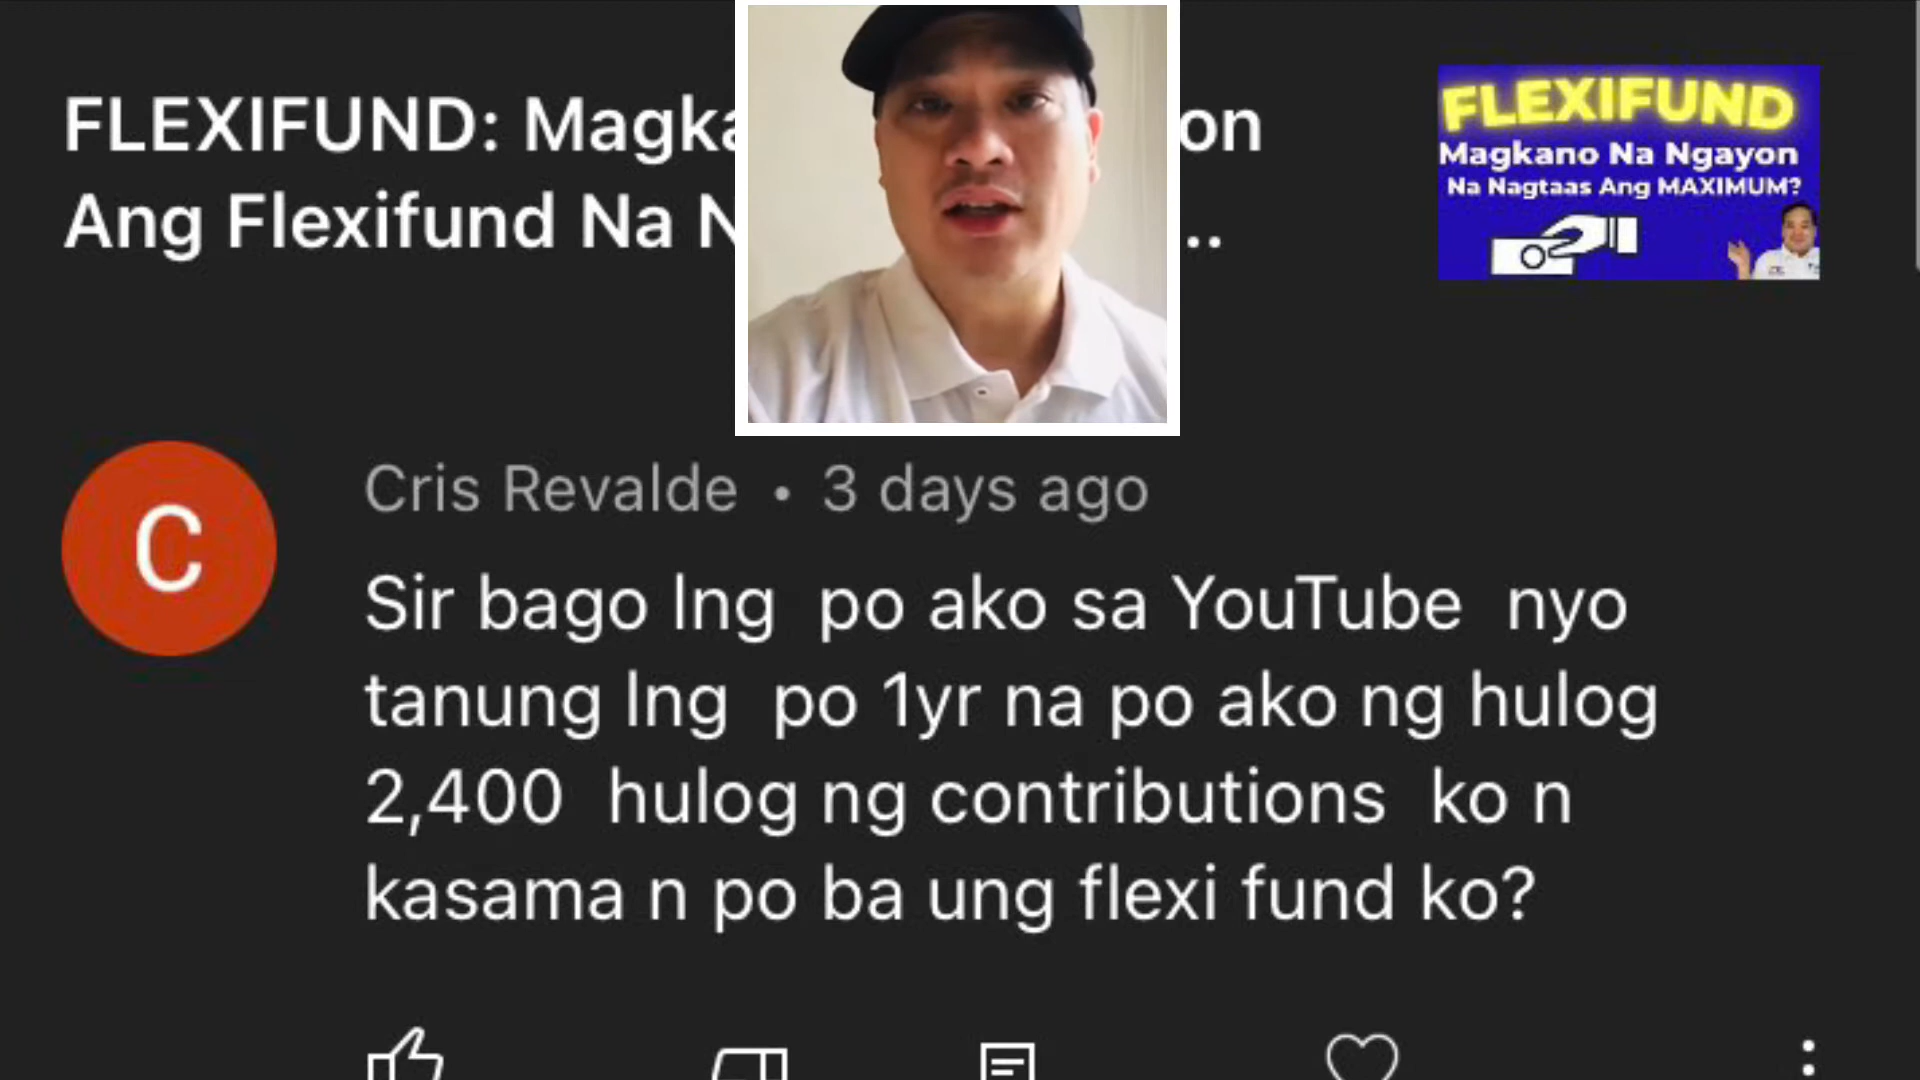 FLEXIFUND: Magka on
Ang Flexifund Na N ..
FLEXIFUND
Magkano Na Ngayon
Na Nagtaas Ang MAXIMUM?
C
Cris Revalde • 3 days ago
Sir bago lng po ako sa YouTube nyo
tanung lng po 1yr na po ako ng hulog
2,400 hulog ng contributions ko n
kasama n po ba ung flexi fund ko?